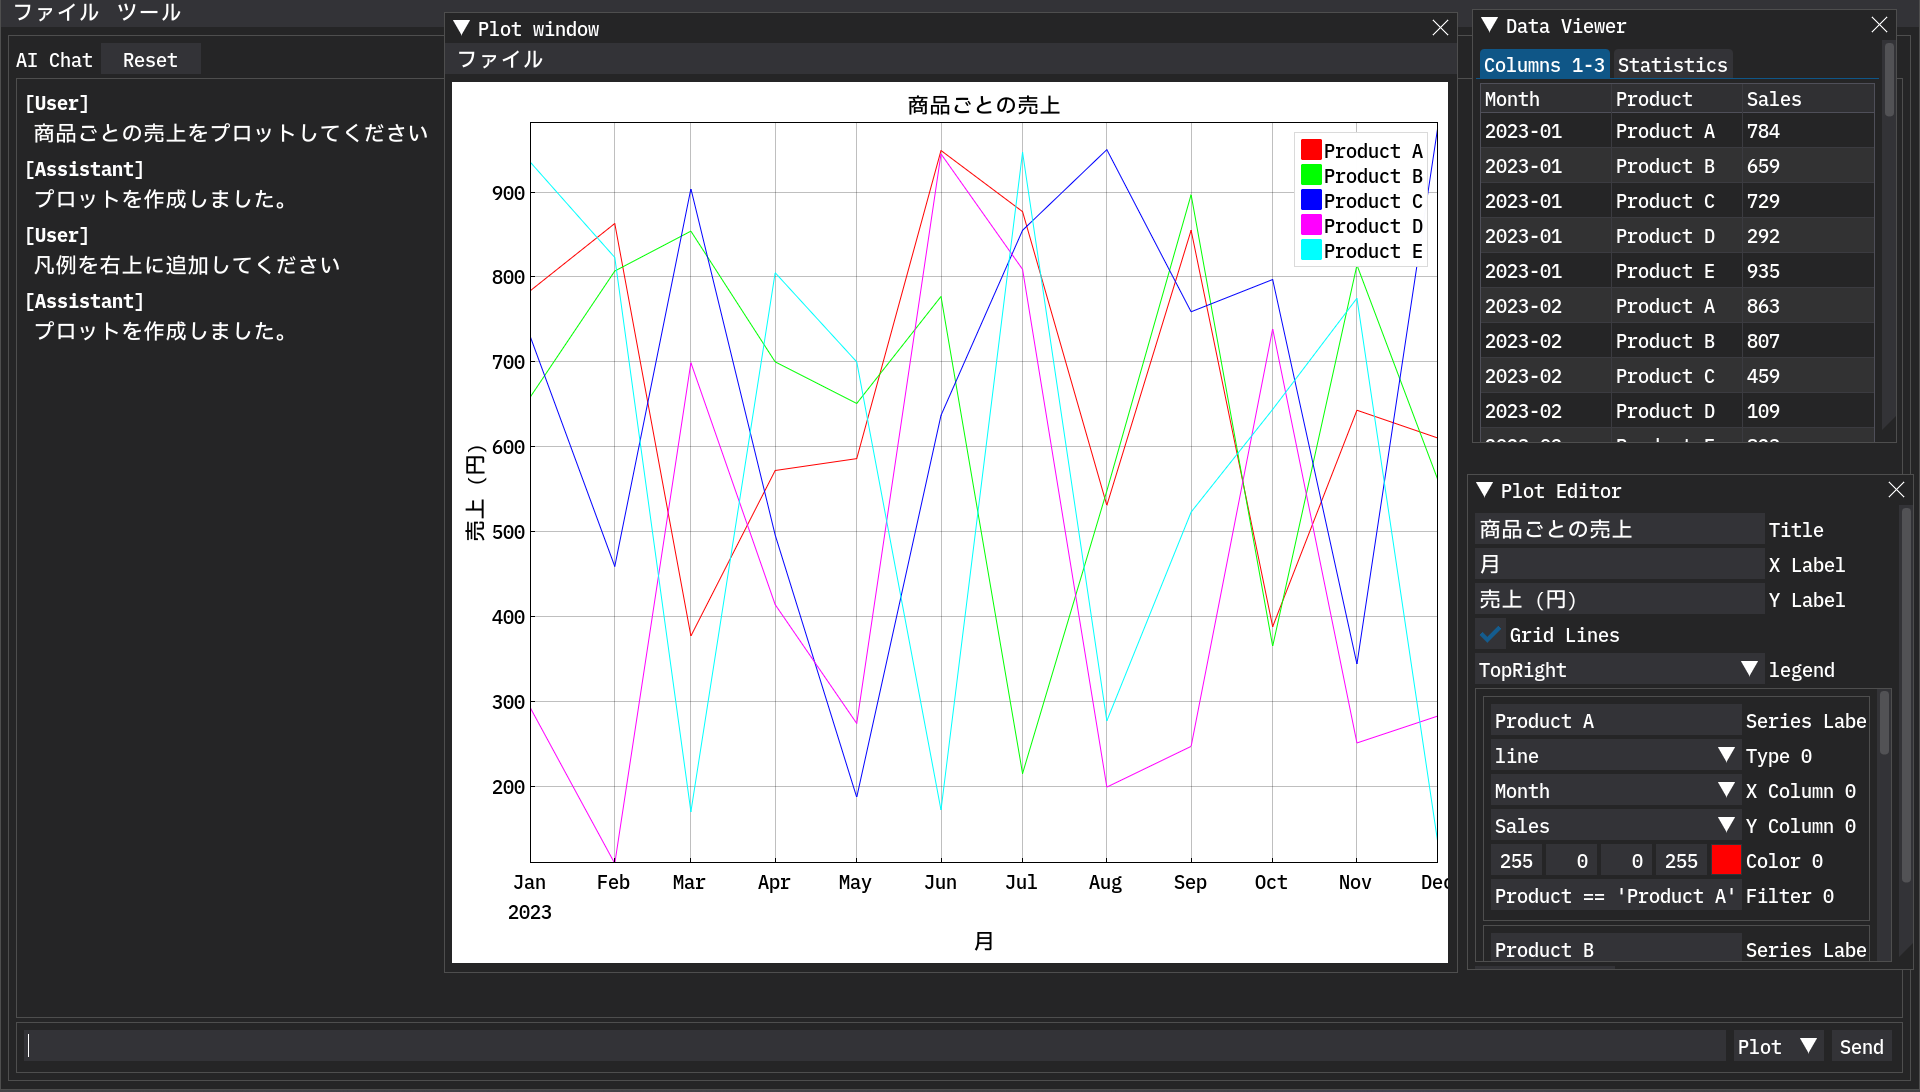 ファイル ツール
AI Chat Reset
[User]
商品ごとの売上をプロットしてください
[Assistant]
プロットを作成しました。
[User]
凡例を右上に追加してください
[Assistant]
プロットを作成しました。
Plot window
ファイル
商品ごとの売上
Product A
Product B
Product C
Product D
Product E
900
800
700
600
500
400
300
200
売上 (円)
Jan Feb Mar Apr May Jun Jul Aug Sep Oct Nov Dec
2023
月
Data Viewer
Columns 1-3 Statistics
Month Product Sales
2023-01 Product A 784
2023-01 Product B 659
2023-01 Product C 729
2023-01 Product D 292
2023-01 Product E 935
2023-02 Product A 863
2023-02 Product B 807
2023-02 Product C 459
2023-02 Product D 109
Plot Editor
商品ごとの売上 Title
月 X Label
売上 (円) Y Label
Grid Lines
TopRight legend
Product A Series Labe
line Type 0
Month X Column 0
Sales Y Column 0
255 0 0 255 Color 0
Product == 'Product A' Filter 0
Product B Series Labe
Plot Send